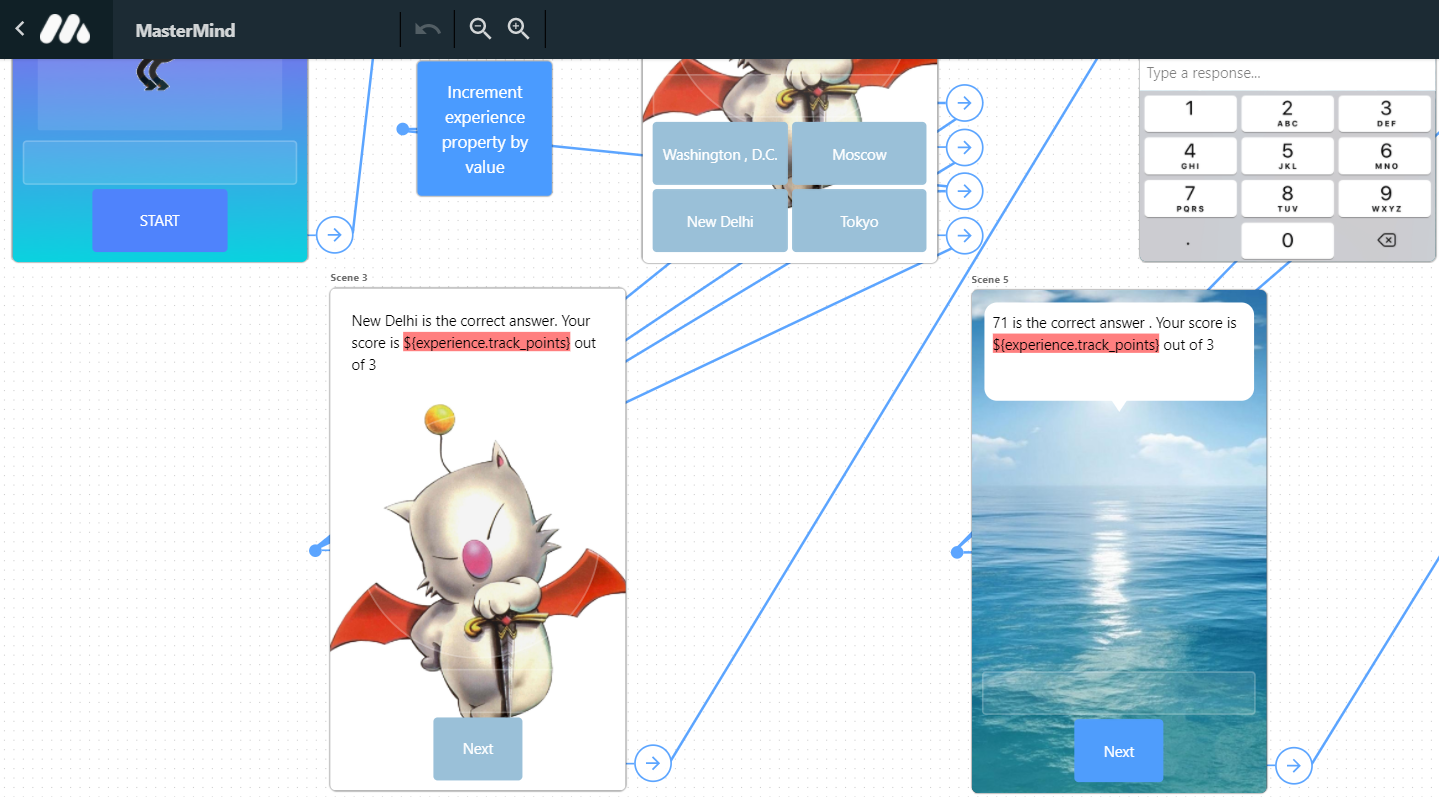 MasterMind
Increment
experience
property by
value
START
Washington , D.C.
Moscow
New Delhi
Tokyo
Type a response...
1
2
ABC
3
DEF
4
GHI
5
JKL
6
MNO
7
PQRS
8
TUV
9
WXYZ
.
0
Scene 3
New Delhi is the correct answer. Your
score is ${experience.track_points} out
of 3
Next
Scene 5
71 is the correct answer . Your score is
${experience.track_points} out of 3
Next